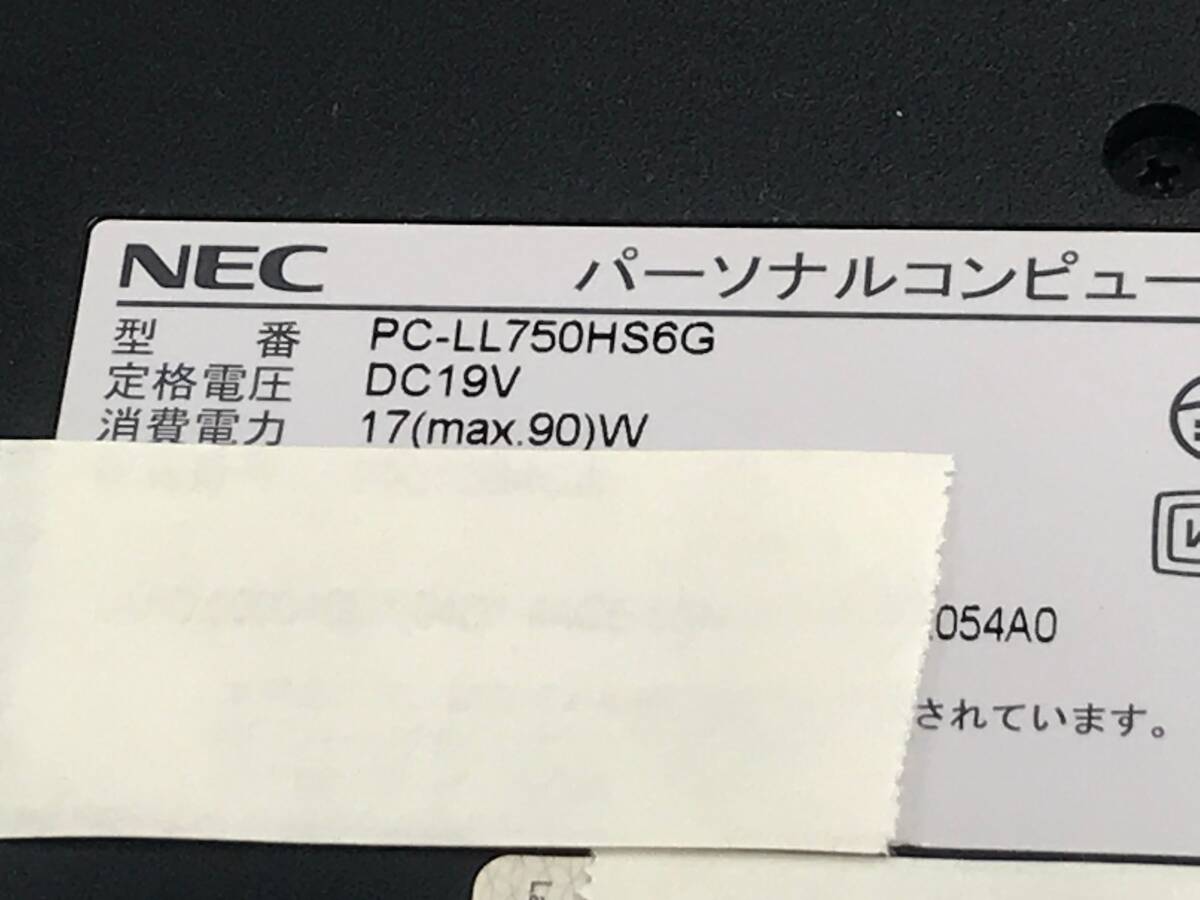 NEC パーソナルコンピュー
型 番 PC-LL750HS6G
定格電圧 DC19V
消費電力 17(max.90)W
054A0
されています。